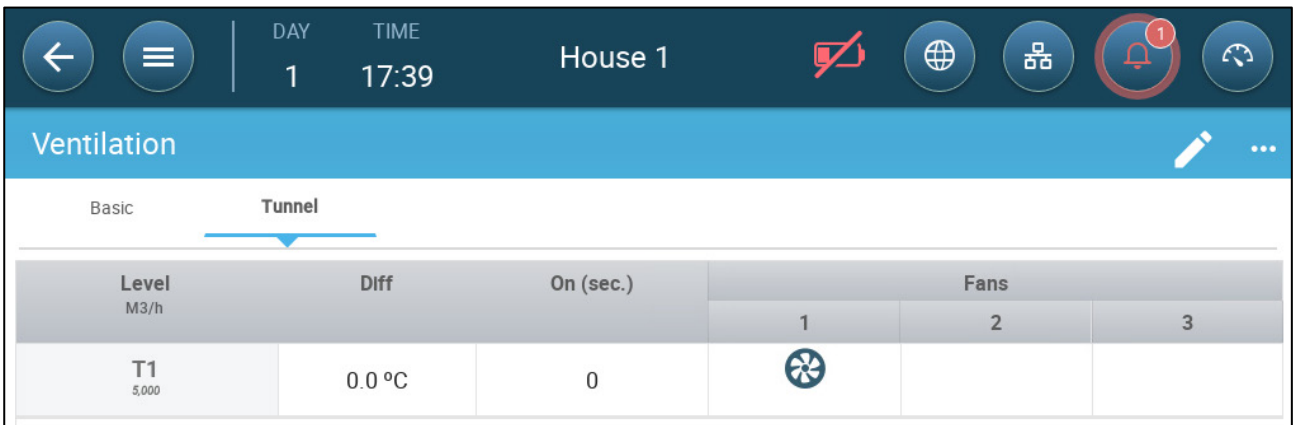 DAY TIME
1 17:39 House 1 1
Ventilation
Basic Tunnel
Level Diff On (sec.) Fans
M3/h 1 2 3
T1 0.0 ºC 0
5,000